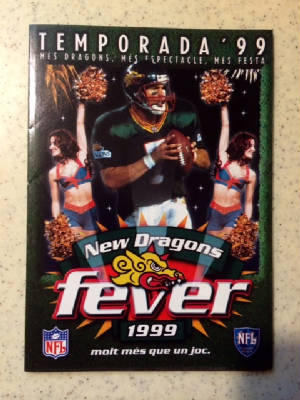 TEMPORADA '99
MÉS DRAGONS, MÉS ESPECTACLE, MÉS FESTA
New Dragons
fever
1999
molt més que un joc.
NFL
NFL